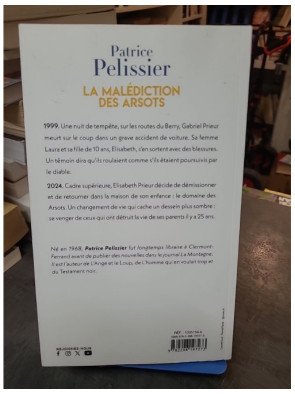 Patrice
Pelissier
LA MALÉDICTION
DES ARSOTS
1999. Une nuit de tempête, sur les routes du Berry, Gabriel Prieur
meurt sur le coup dans un grave accident de voiture. Sa femme
Laura et sa fille de 10 ans, Elisabeth, s'en sortent avec des blessures.
Un témoin dira qu'ils roulaient comme s'ils étaient poursuivis par
le diable.
2024. Cadre supérieure, Elisabeth Prieur décide de démissionner
et de retourner dans la maison de son enfance : le domaine des
Arsots. Un changement de vie qui cache un dessein plus sombre :
se venger de ceux qui ont détruit la vie de ses parents il y a 25 ans.
Né en 1968, Patrice Pelissier fut longtemps libraire à Clermont-
Ferrand avant de publier des nouvelles dans le journal La Montagne.
Il est l'auteur de L'Ange et le Loup, de L'Homme qui en voulait trop et
du Testament noir.
REJOIGNEZ-NOUS
RÉF.